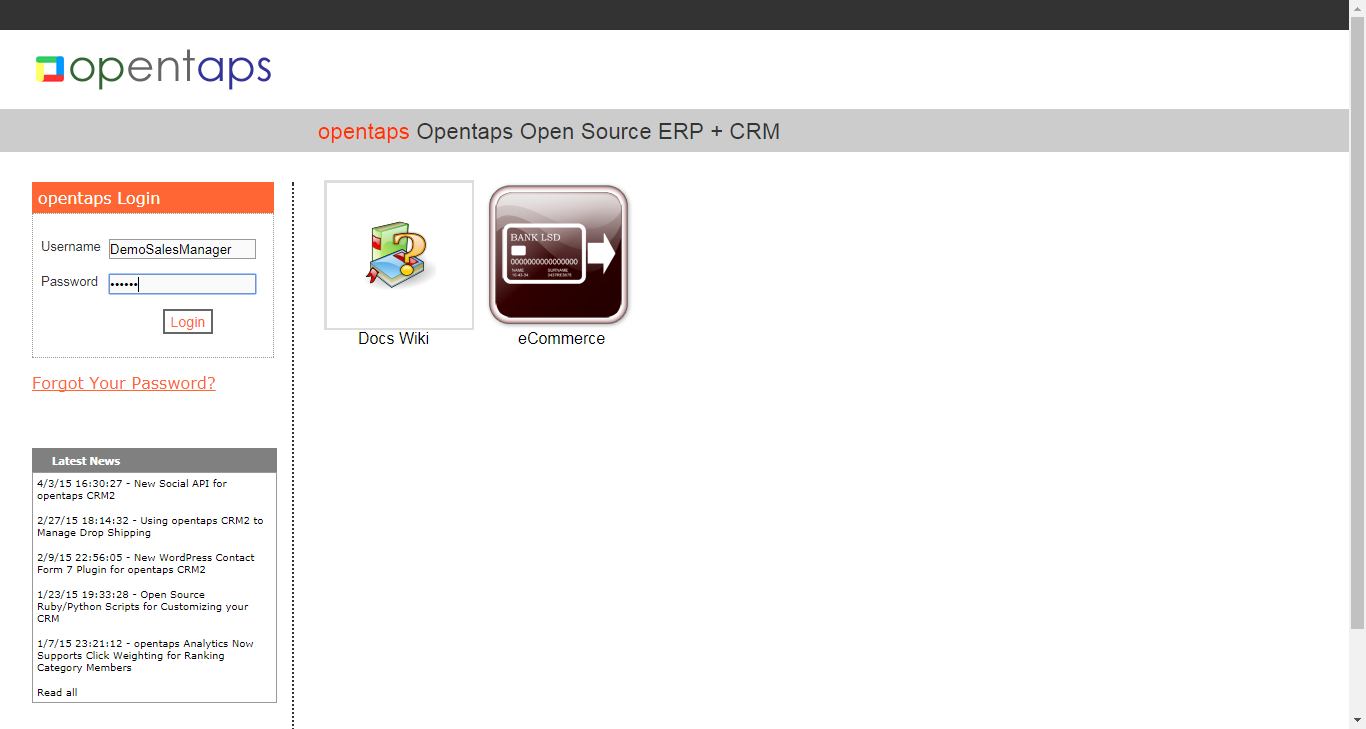 opentaps
opentaps Opentaps Open Source ERP + CRM
opentaps Login
Username DemoSalesManager
Password ••••••
Login
Forgot Your Password?
BANK LSD
0000000000000000
NAME SURNAME
Docs Wiki
eCommerce
Latest News
4/3/15 16:30:27 - New Social API for
opentaps CRM2
2/27/15 18:14:32 - Using opentaps CRM2 to
Manage Drop Shipping
2/9/15 22:56:05 - New WordPress Contact
Form 7 Plugin for opentaps CRM2
1/23/15 19:33:28 - Open Source
Ruby/Python Scripts for Customizing your
CRM
1/7/15 23:21:12 - opentaps Analytics Now
Supports Click Weighting for Ranking
Category Members
Read all